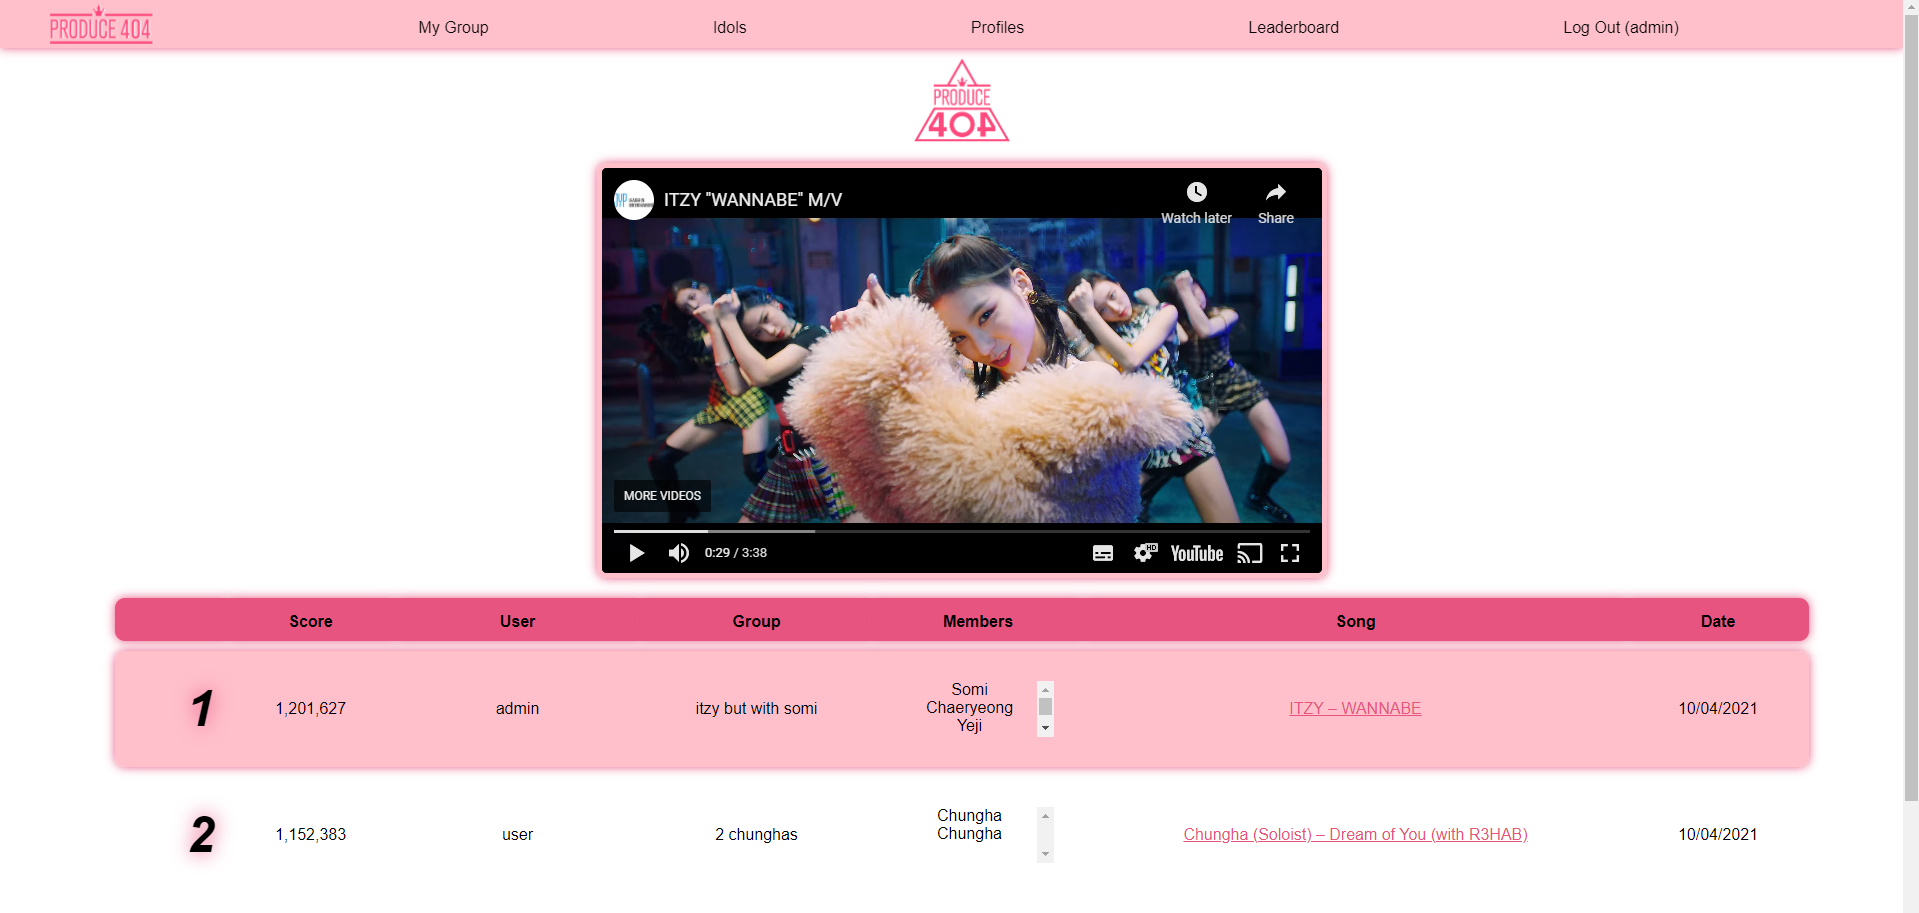 PRODUCE 404
My Group
Idols
Profiles
Leaderboard
Log Out (admin)
PRODUCE
404
ITZY "WANNABE" M/V
Watch later
Share
MORE VIDEOS
0:29 / 3:38
HD
YouTube
Score
User
Group
Members
Song
Date
1
1,201,627
admin
itzy but with somi
Somi
Chaeryeong
Yeji
ITZY – WANNABE
10/04/2021
2
1,152,383
user
2 chunghas
Chungha
Chungha
Chungha (Soloist) – Dream of You (with R3HAB)
10/04/2021